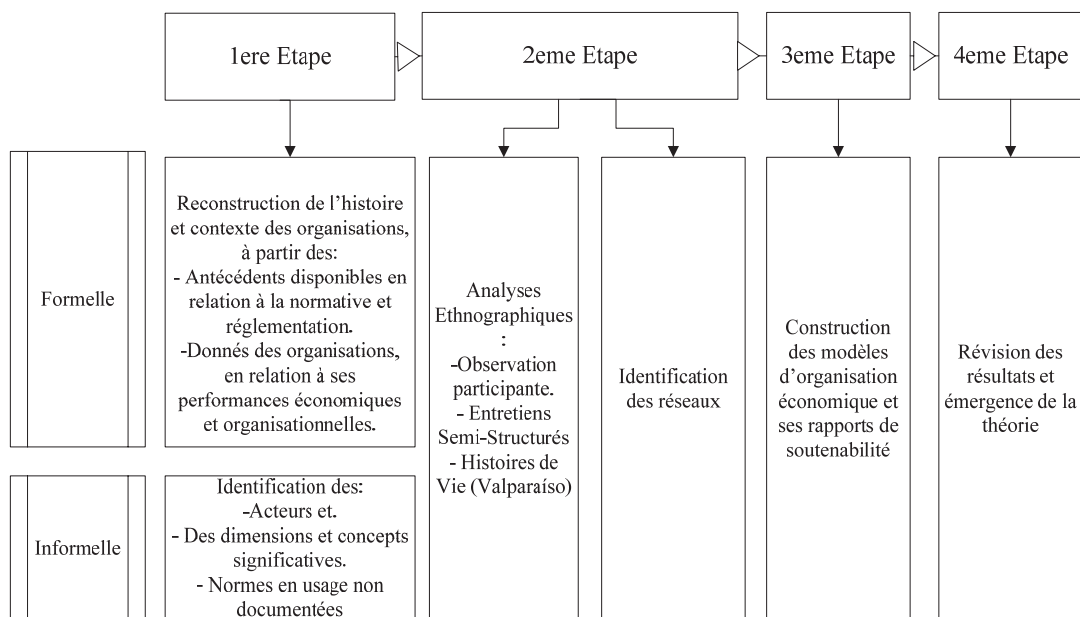 1ere Etape
2eme Etape
3eme Etape
4eme Etape
Formelle
Reconstruction de l’histoire
et contexte des organisations,
à partir des:
- Antécédents disponibles en
relation à la normative et
réglementation.
-Donnés des organisations,
en relation à ses
performances économiques
et organisationnelles.
Analyses
Ethnographiques
:
-Observation
participante.
- Entretiens
Semi-Structurés
- Histoires de
Vie (Valparaíso)
Identification
des réseaux
Construction
des modèles
d’organisation
économique et
ses rapports de
soutenabilité
Révision des
résultats et
émergence de la
théorie
Informelle
Identification des:
-Acteurs et.
- Des dimensions et concepts
significatives.
- Normes en usage non
documentées